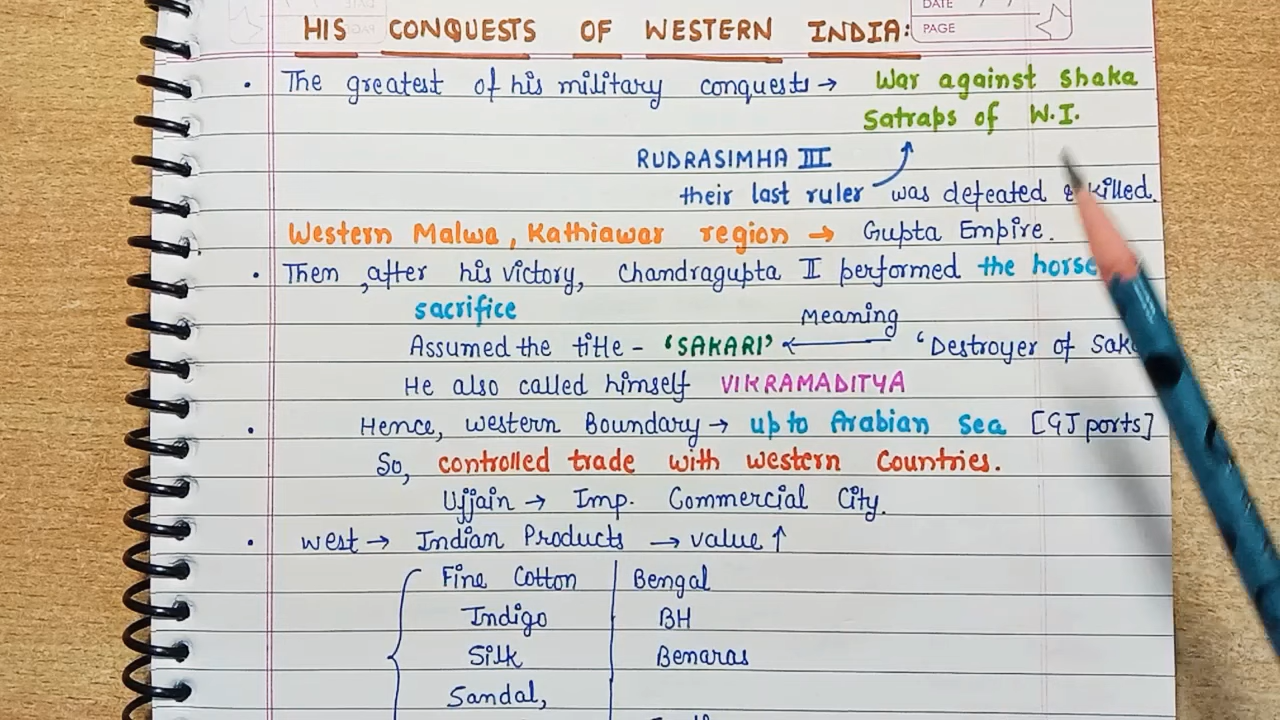 DATE
PAGE
HIS CONQUESTS OF WESTERN INDIA:
• The greatest of his military conquests → War against Shaka
Satraps of W.I.
RUDRASIMHA III
their last ruler was defeated & killed.
Western Malwa, Kathiawar region → Gupta Empire.
• Then, after his victory, Chandragupta II performed the horse
sacrifice
Meaning
Assumed the title - 'SAKARI' ← 'Destroyer of
He also called himself VIKRAMADITYA
• Hence, western Boundary → upto Arabian Sea [GJ ports]
So, controlled trade with western Countries.
Ujjain → Imp. Commercial City.
• west → Indian Products → value ↑
Fine Cotton | Bengal
Indigo | BH
Silk | Benaras
Sandal,